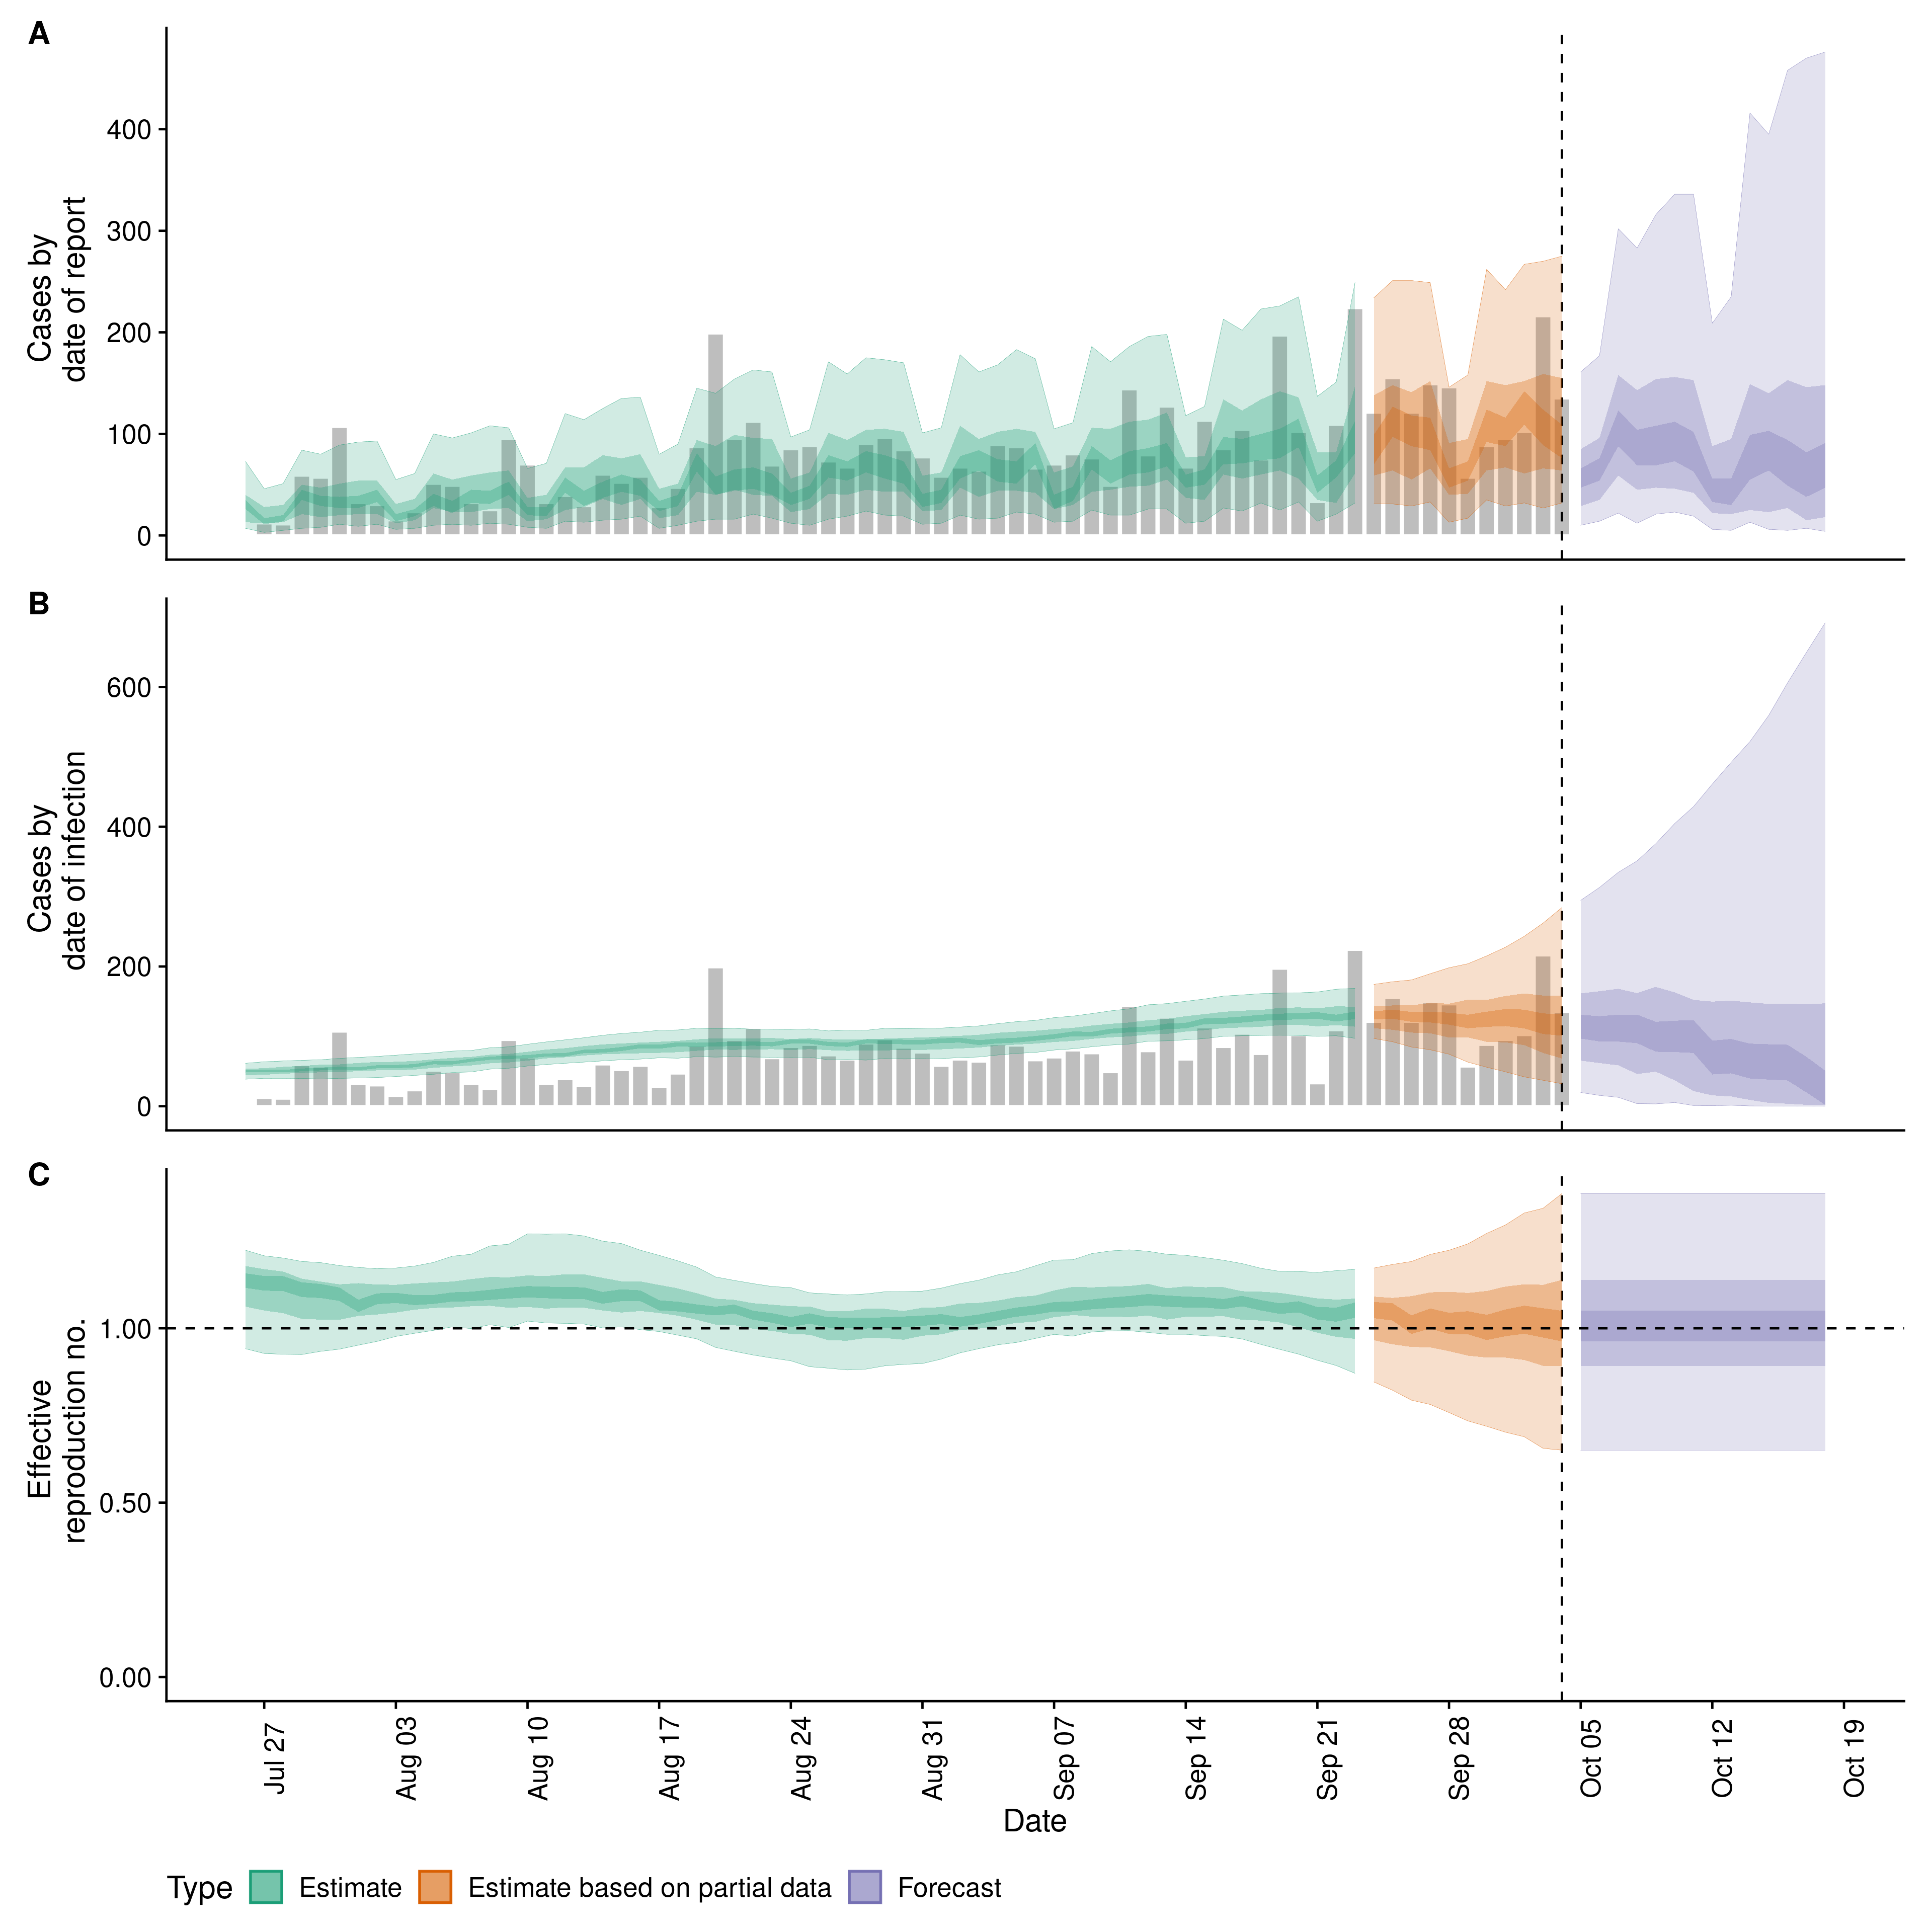 A
Cases by
date of report
400
300
200
100
0
B
Cases by
date of infection
600
400
200
0
C
Effective
reproduction no.
1.00
0.50
0.00
Jul 27
Aug 03
Aug 10
Aug 17
Aug 24
Aug 31
Sep 07
Sep 14
Sep 21
Sep 28
Oct 05
Oct 12
Oct 19
Date
Type Estimate Estimate based on partial data Forecast